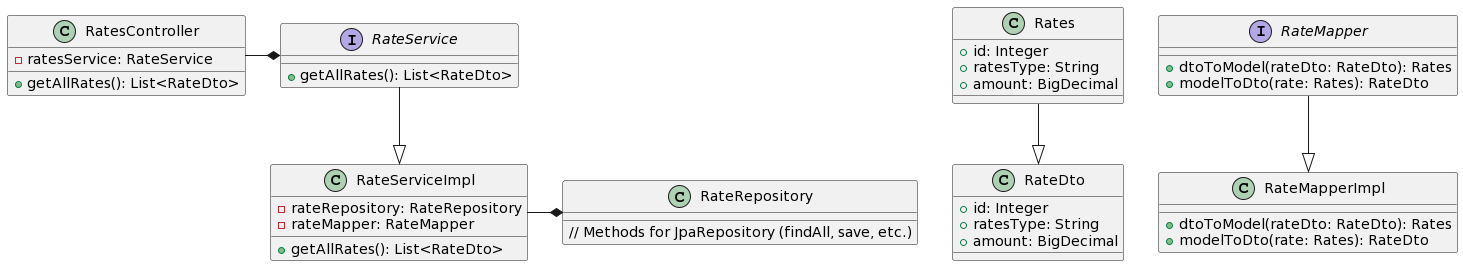 C RatesController
ratesService: RateService
getAllRates(): List<RateDto>
I RateService
getAllRates(): List<RateDto>
C Rates
id: Integer
ratesType: String
amount: BigDecimal
I RateMapper
dtoToModel(rateDto: RateDto): Rates
modelToDto(rate: Rates): RateDto
C RateServiceImpl
rateRepository: RateRepository
rateMapper: RateMapper
getAllRates(): List<RateDto>
C RateRepository
// Methods for JpaRepository (findAll, save, etc.)
C RateDto
id: Integer
ratesType: String
amount: BigDecimal
C RateMapperImpl
dtoToModel(rateDto: RateDto): Rates
modelToDto(rate: Rates): RateDto